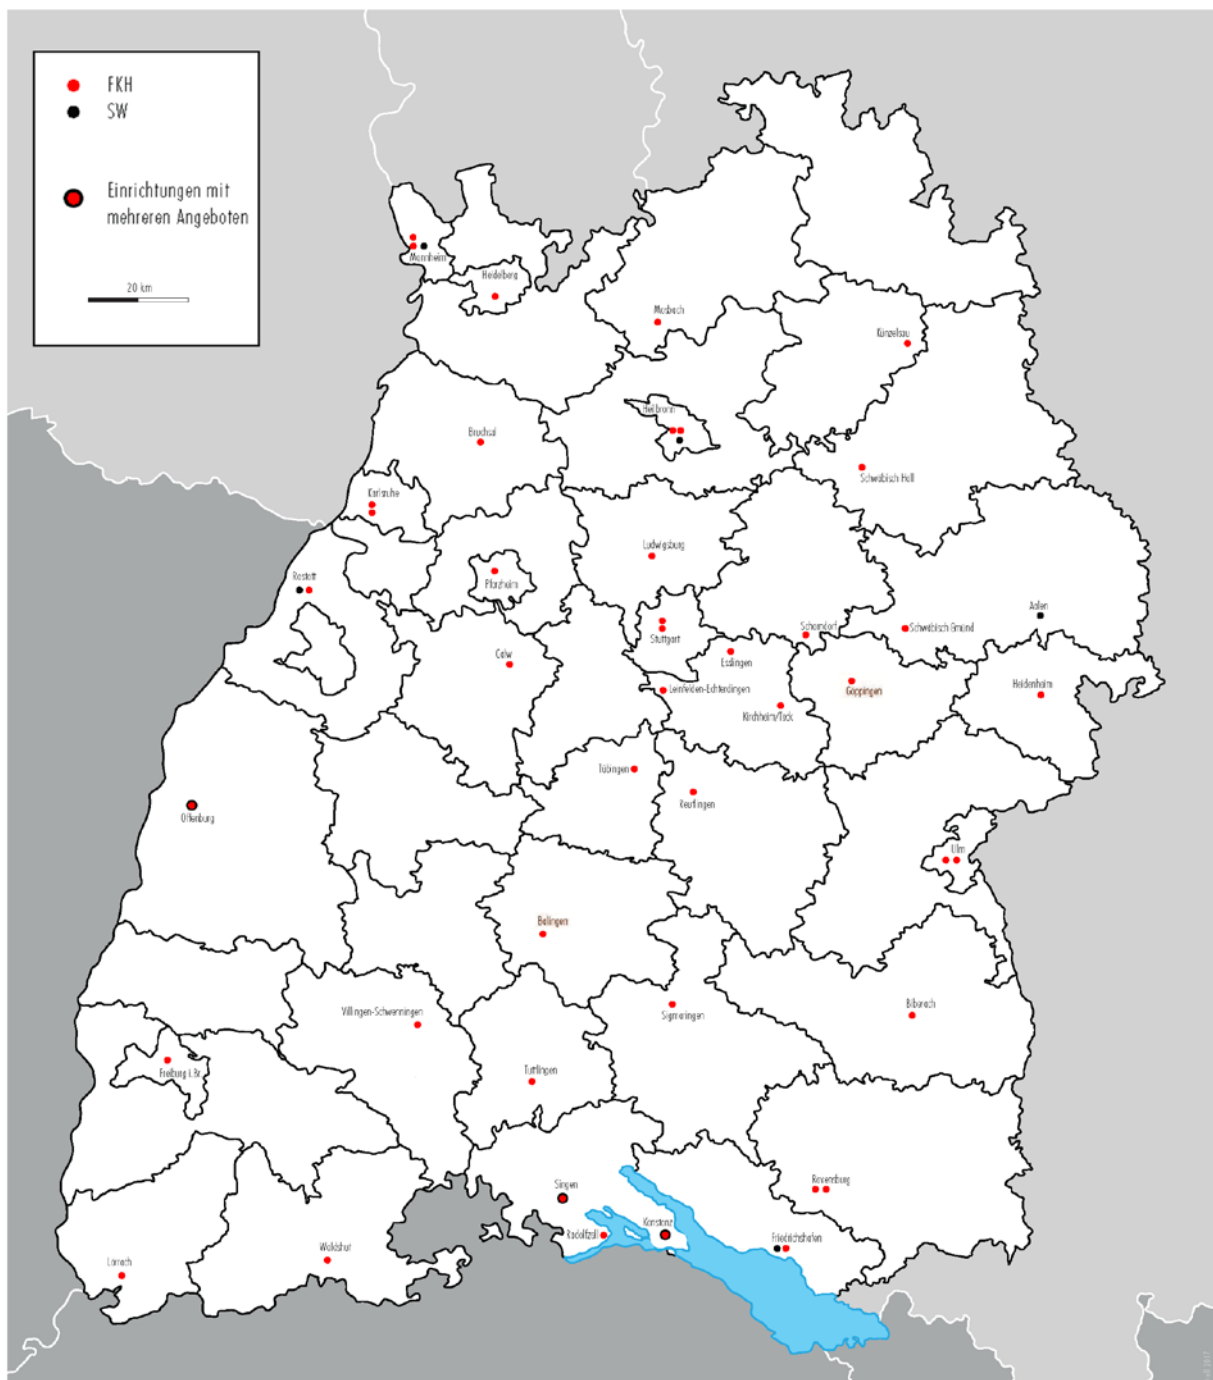 FKH
SW
Einrichtungen mit
mehreren Angeboten
20 km
Mannheim
Heidelberg
Mosbach
Künzelsau
Heilbronn
Bruchsal
Schwäbisch Hall
Karlsruhe
Ludwigsburg
Rastatt
Pforzheim
Aalen
Schorndorf
Schwäbisch Gmünd
Stuttgart
Calw
Esslingen
Leinfelden-Echterdingen
Göppingen
Heidenheim
Kirchheim/Teck
Tübingen
Reutlingen
Offenburg
Ulm
Balingen
Biberach
Villingen-Schwenningen
Sigmaringen
Freiburg i. Br.
Tuttlingen
Singen
Ravensburg
Konstanz
Radolfzell
Friedrichshafen
Waldshut
Lörrach